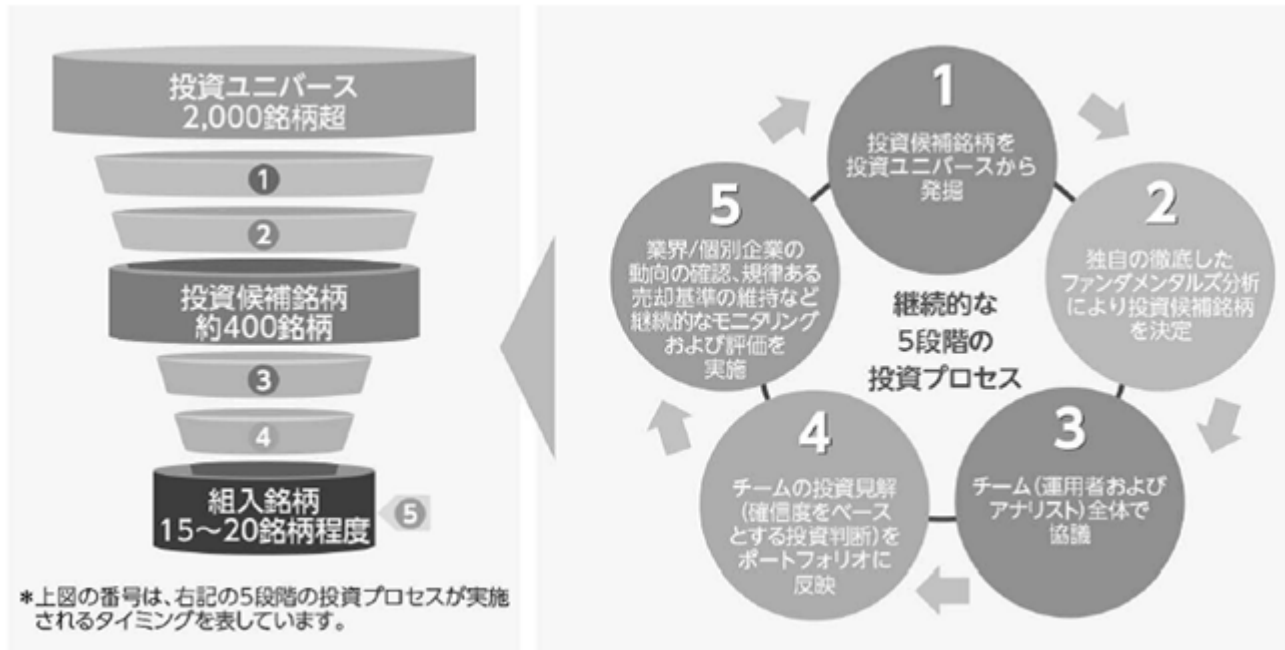 投資ユニバース
2,000銘柄超
1
2
投資候補銘柄
約400銘柄
3
4
組入銘柄
15～20銘柄程度
5
*上図の番号は、右記の5段階の投資プロセスが実施
されるタイミングを表しています。
1
投資候補銘柄を
投資ユニバースから
発掘
2
独自の徹底した
ファンダメンタルズ分析
により投資候補銘柄
を決定
3
チーム(運用者および
アナリスト)全体で
協議
4
チームの投資見解
(確信度をベース
とする投資判断)を
ポートフォリオに
反映
5
業界/個別企業の
動向の確認、規律ある
売却基準の維持など
継続的なモニタリング
および評価を
実施
継続的な
5段階の
投資プロセス